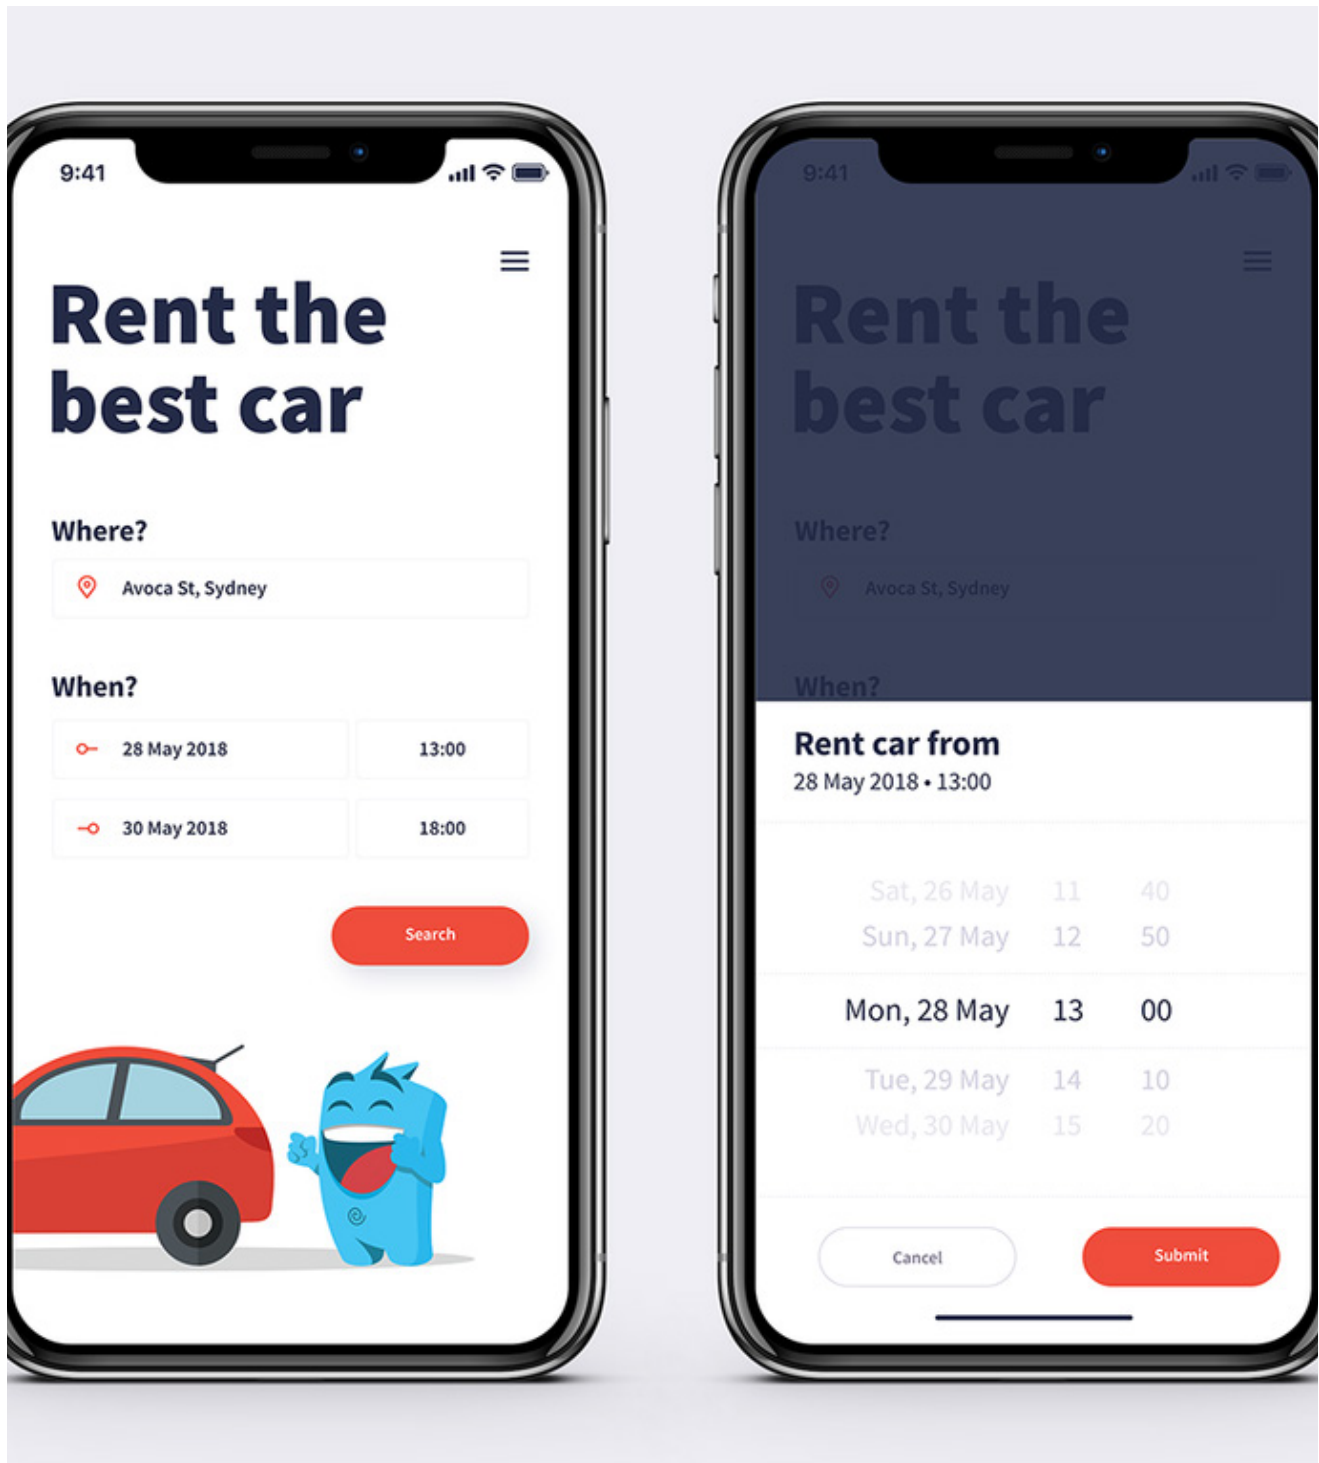 9:41
Rent the
best car
Where?
Avoca St, Sydney
When?
28 May 2018 13:00
30 May 2018 18:00
Search
9:41
Rent the
best car
Where?
Avoca St, Sydney
When?
Rent car from
28 May 2018 • 13:00
Sat, 26 May 11 40
Sun, 27 May 12 50
Mon, 28 May 13 00
Tue, 29 May 14 10
Wed, 30 May 15 20
Cancel Submit